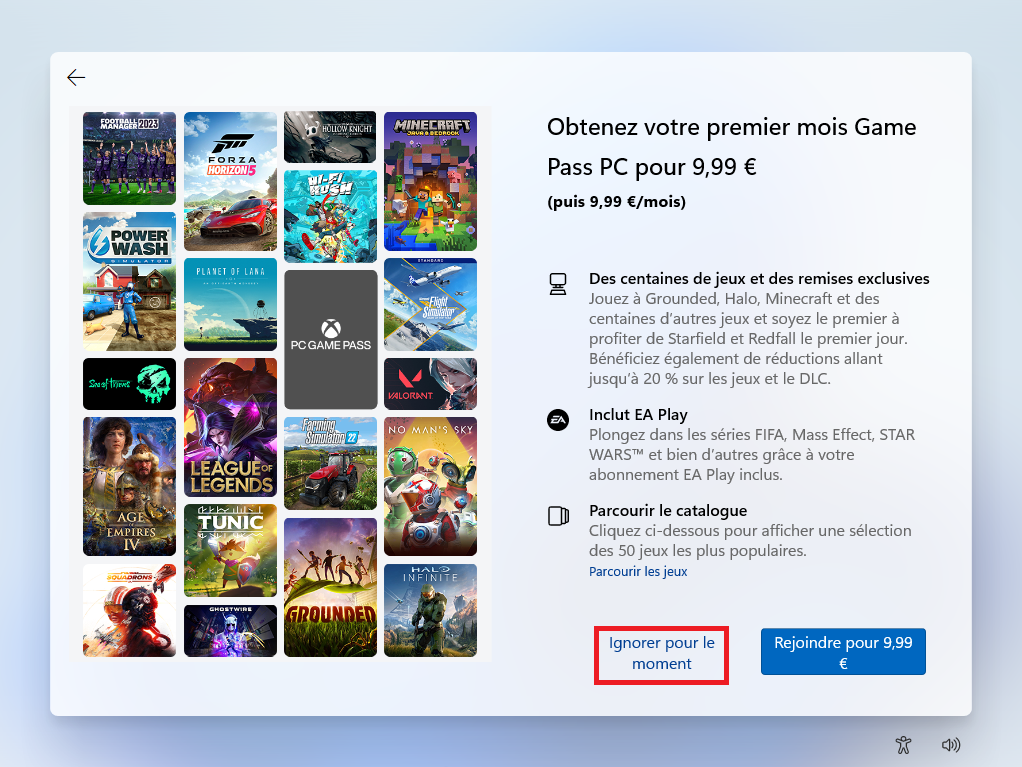 FOOTBALL
MANAGER 2023
FORZA
HORIZON 5
HOLLOW KNIGHT
MINECRAFT
JAVA & BEDROCK
HI-FI
RUSH
POWER
WASH
SIMULATOR
PLANET OF LANA
PC GAME PASS
STANDARD
Flight
Simulator
Sea of Thieves
VALORANT
LEAGUE OF
LEGENDS
Farming
Simulator 22
NO MAN'S SKY
AGE
OF
EMPIRES
IV
TUNIC
SQUADRONS
GHOSTWIRE
GROUNDED
HALO
INFINITE
Obtenez votre premier mois Game
Pass PC pour 9,99 €
(puis 9,99 €/mois)
Des centaines de jeux et des remises exclusives
Jouez à Grounded, Halo, Minecraft et des
centaines d'autres jeux et soyez le premier à
profiter de Starfield et Redfall le premier jour.
Bénéficiez également de réductions allant
jusqu'à 20 % sur les jeux et le DLC.
EA
Inclut EA Play
Plongez dans les séries FIFA, Mass Effect, STAR
WARS™ et bien d'autres grâce à votre
abonnement EA Play inclus.
Parcourir le catalogue
Cliquez ci-dessous pour afficher une sélection
des 50 jeux les plus populaires.
Parcourir les jeux
Ignorer pour le
moment
Rejoindre pour 9,99
€